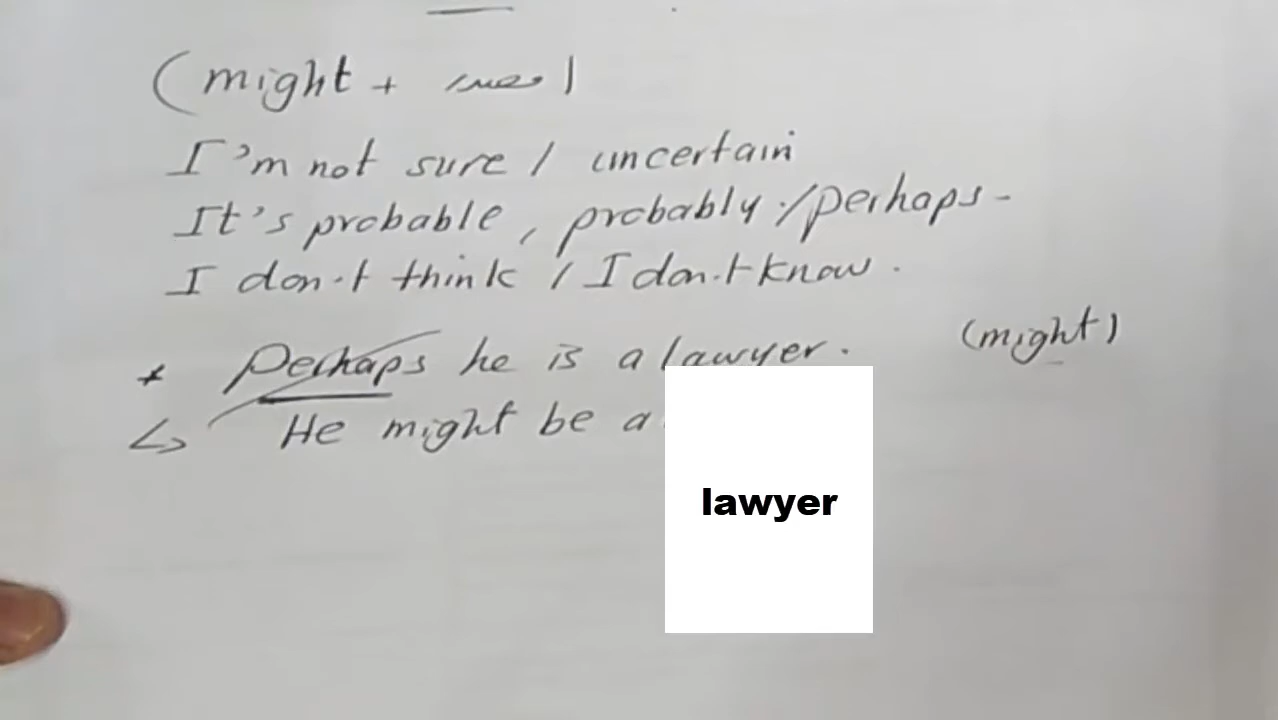 (might + مصدر)
I'm not sure / uncertain
It's probable, probably / perhaps -
I don't think / I don't know.
* Perhaps he is a lawyer. (might)
↳ He might be a
lawyer